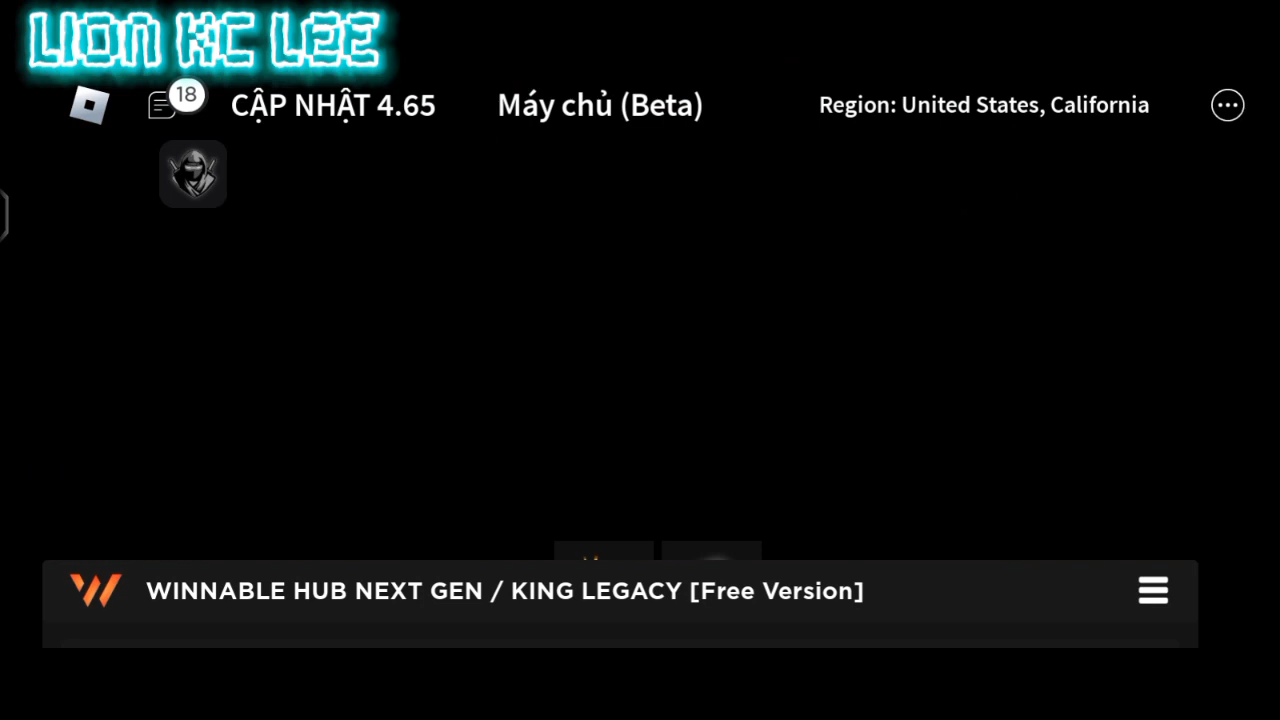 LION KC LEE
18
CẬP NHẬT 4.65 Máy chủ (Beta) Region: United States, California
WINNABLE HUB NEXT GEN / KING LEGACY [Free Version]